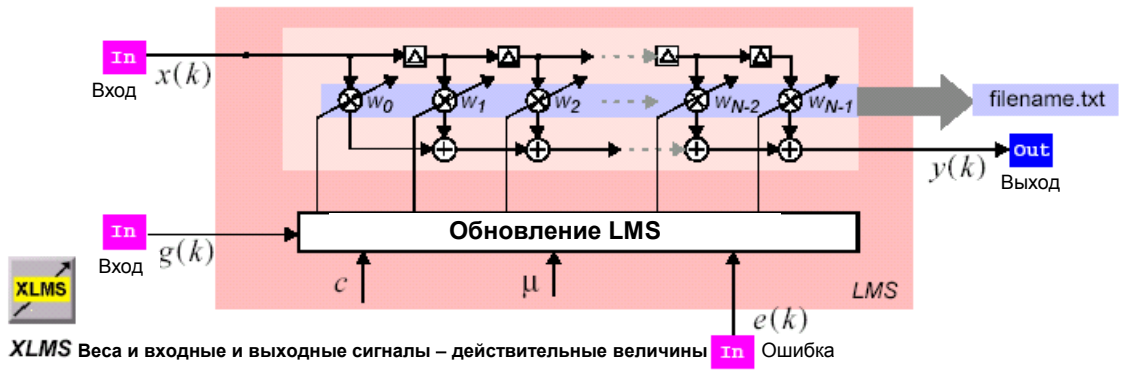 In
Вход
x(k)
w0
w1
w2
wN-2
wN-1
filename.txt
Out
Выход
y(k)
In
Вход
g(k)
Обновление LMS
c
μ
e(k)
LMS
XLMS
XLMS Веса и входные и выходные сигналы – действительные величины
In
Ошибка